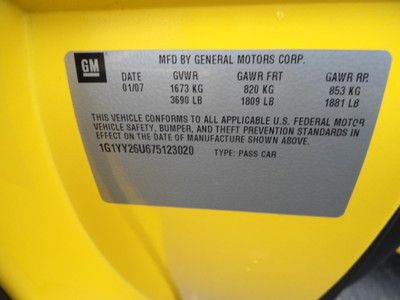 GM
MFD BY GENERAL MOTORS CORP.
DATE GVWR GAWR FRT GAWR RR
01/07 1673 KG 820 KG 853 KG
3690 LB 1809 LB 1881 LB
THIS VEHICLE CONFORMS TO ALL APPLICABLE U.S. FEDERAL MOTOR
VEHICLE SAFETY, BUMPER, AND THEFT PREVENTION STANDARDS IN
EFFECT ON THE DATE OF MANUFACTURE SHOWN ABOVE.
1G1YY26U675123020 TYPE: PASS CAR